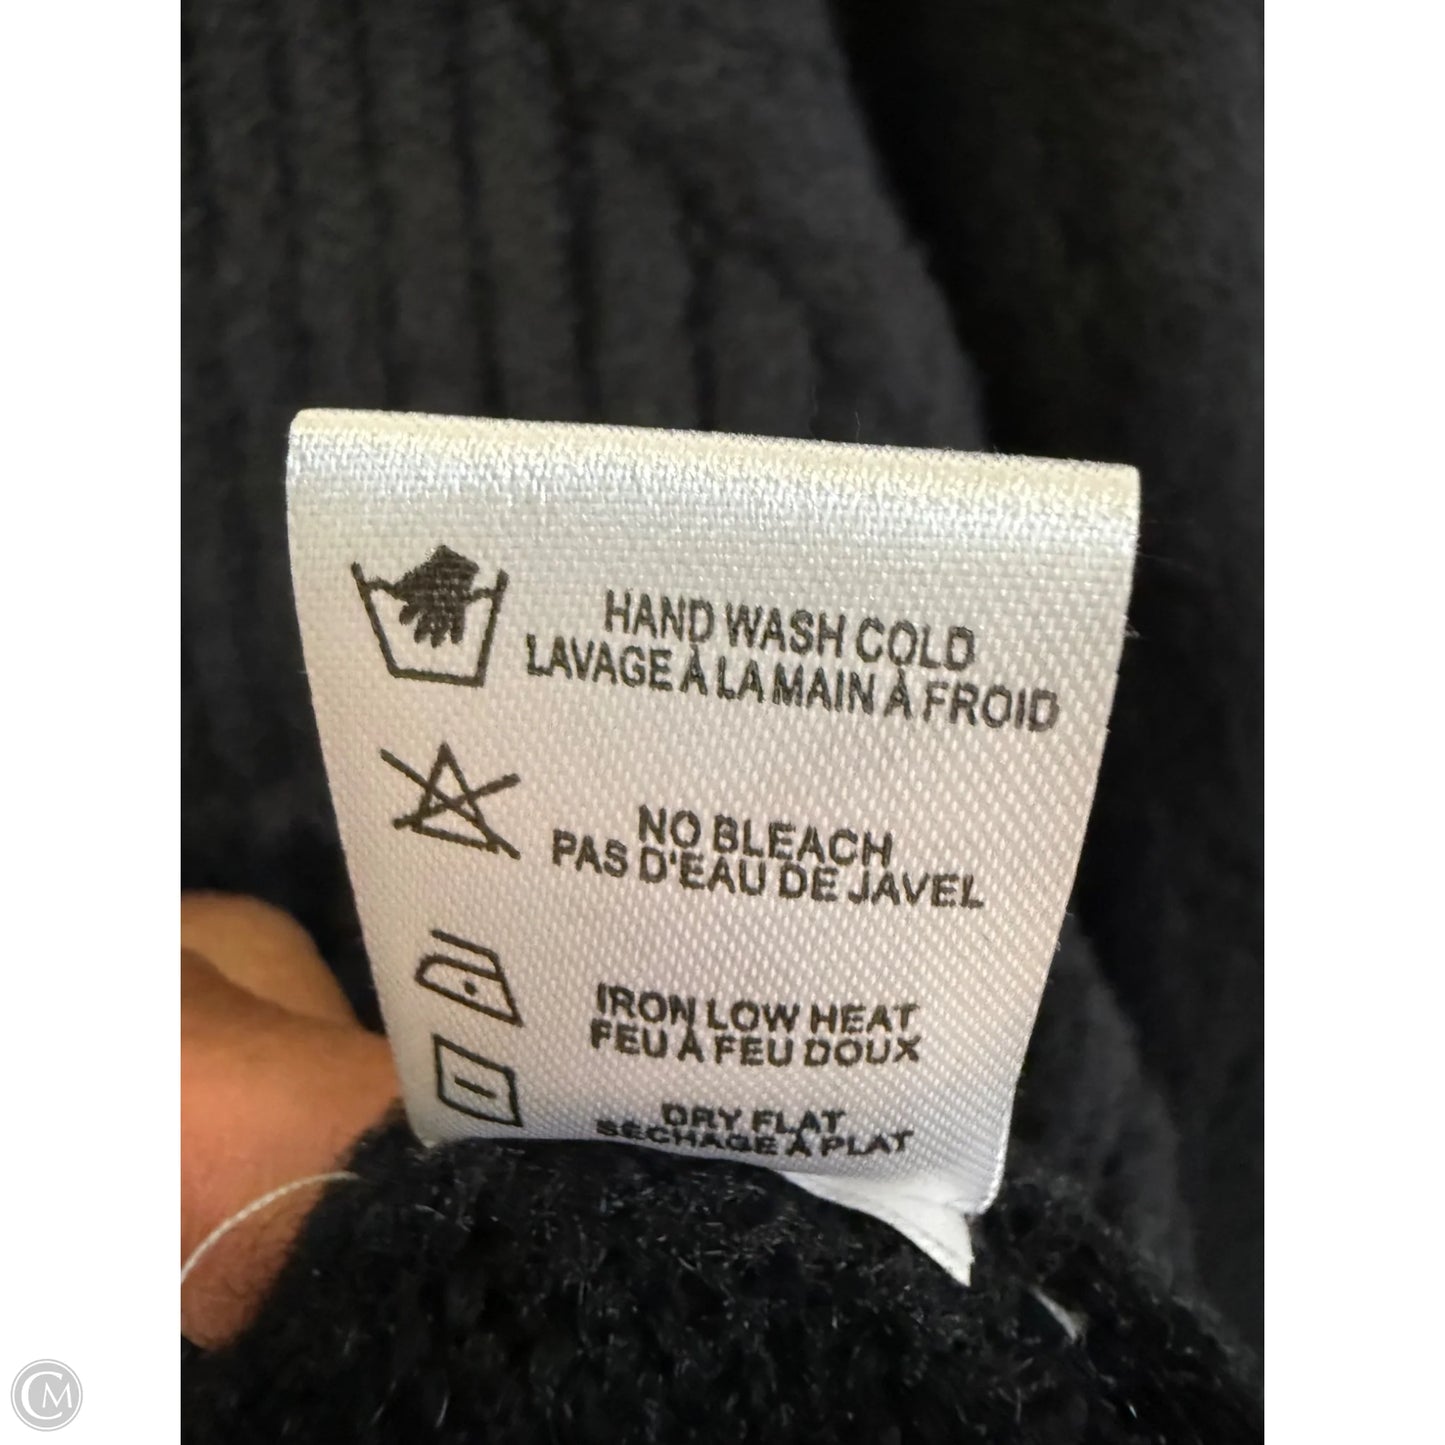 HAND WASH COLD
LAVAGE À LA MAIN À FROID
NO BLEACH
PAS D'EAU DE JAVEL
IRON LOW HEAT
FEU À FEU DOUX
DRY FLAT
SÉCHAGE À PLAT
CM